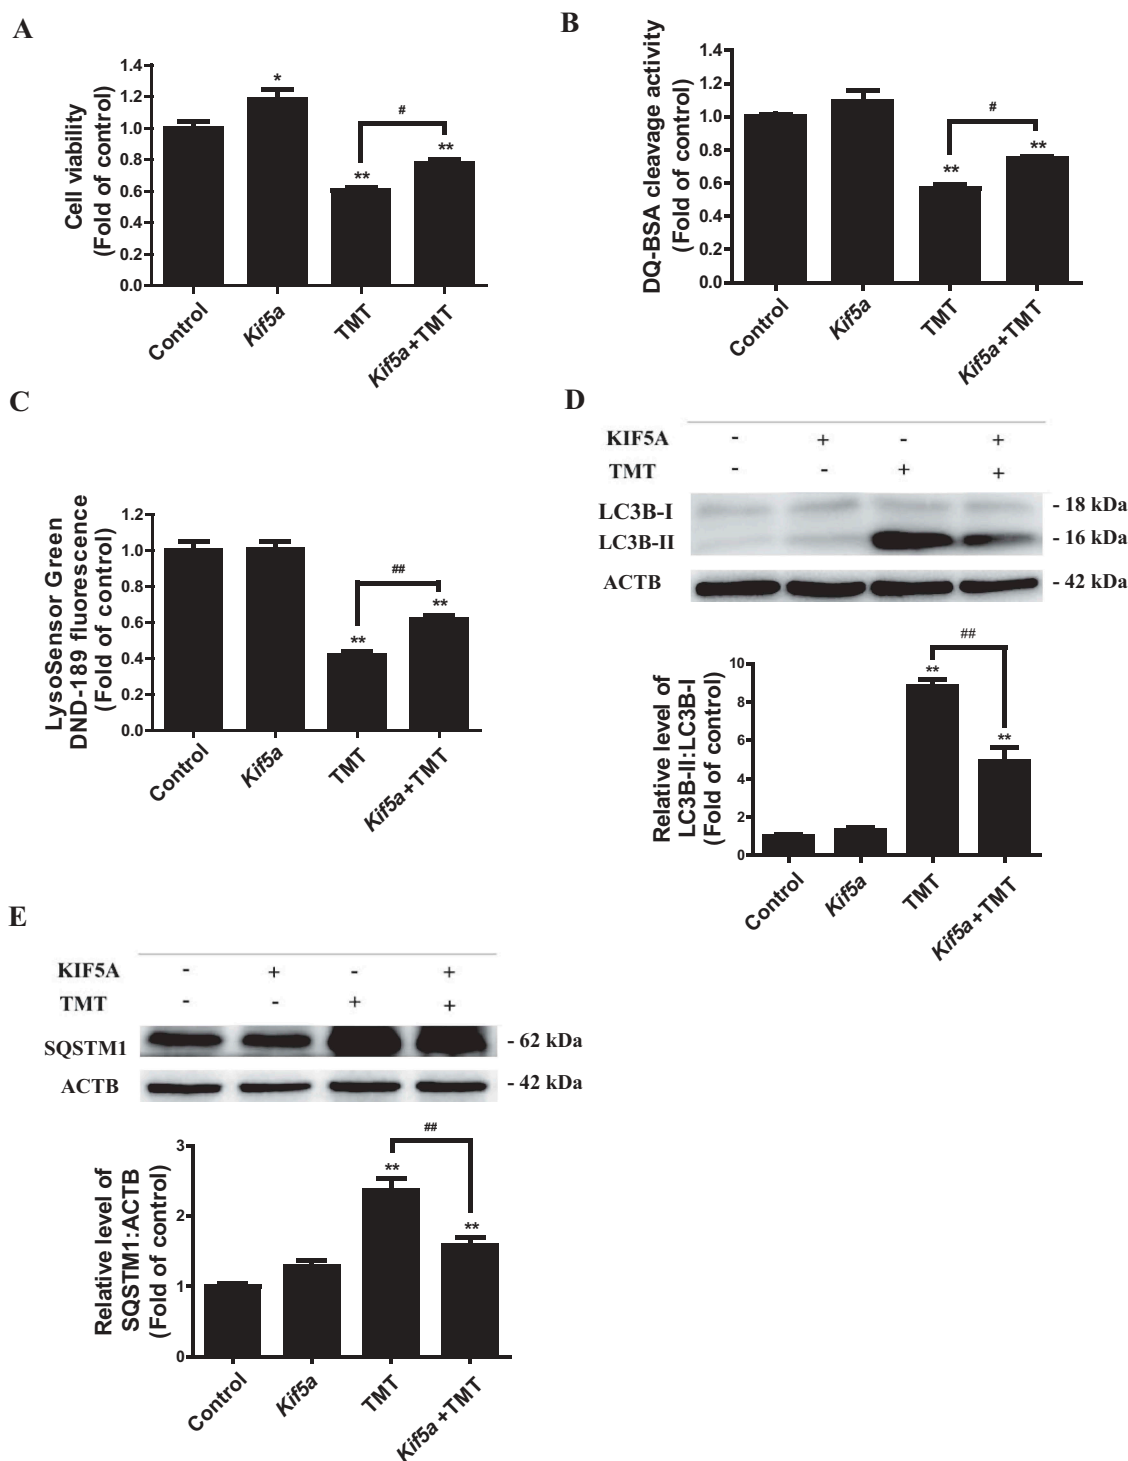 A
Cell viability
(Fold of control)
1.4
1.2
1.0
0.8
0.6
0.4
0.2
0.0
*
**
#
**
Control
Kif5a
TMT
Kif5a+TMT
B
DQ-BSA cleavage activity
(Fold of control)
1.4
1.2
1.0
0.8
0.6
0.4
0.2
0.0
**
#
**
Control
Kif5a
TMT
Kif5a+TMT
C
LysoSensor Green
DND-189 fluorescence
(Fold of control)
1.2
1.0
0.8
0.6
0.4
0.2
0.0
**
##
**
Control
Kif5a
TMT
Kif5a+TMT
D
KIF5A - + - +
TMT - - + +
LC3B-I - 18 kDa
LC3B-II - 16 kDa
ACTB - 42 kDa
Relative level of
LC3B-II:LC3B-I
(Fold of control)
10
8
6
4
2
0
**
##
**
Control
Kif5a
TMT
Kif5a+TMT
E
KIF5A - + - +
TMT - - + +
SQSTM1 - 62 kDa
ACTB - 42 kDa
Relative level of
SQSTM1:ACTB
(Fold of control)
3
2
1
0
**
##
**
Control
Kif5a
TMT
Kif5a+TMT